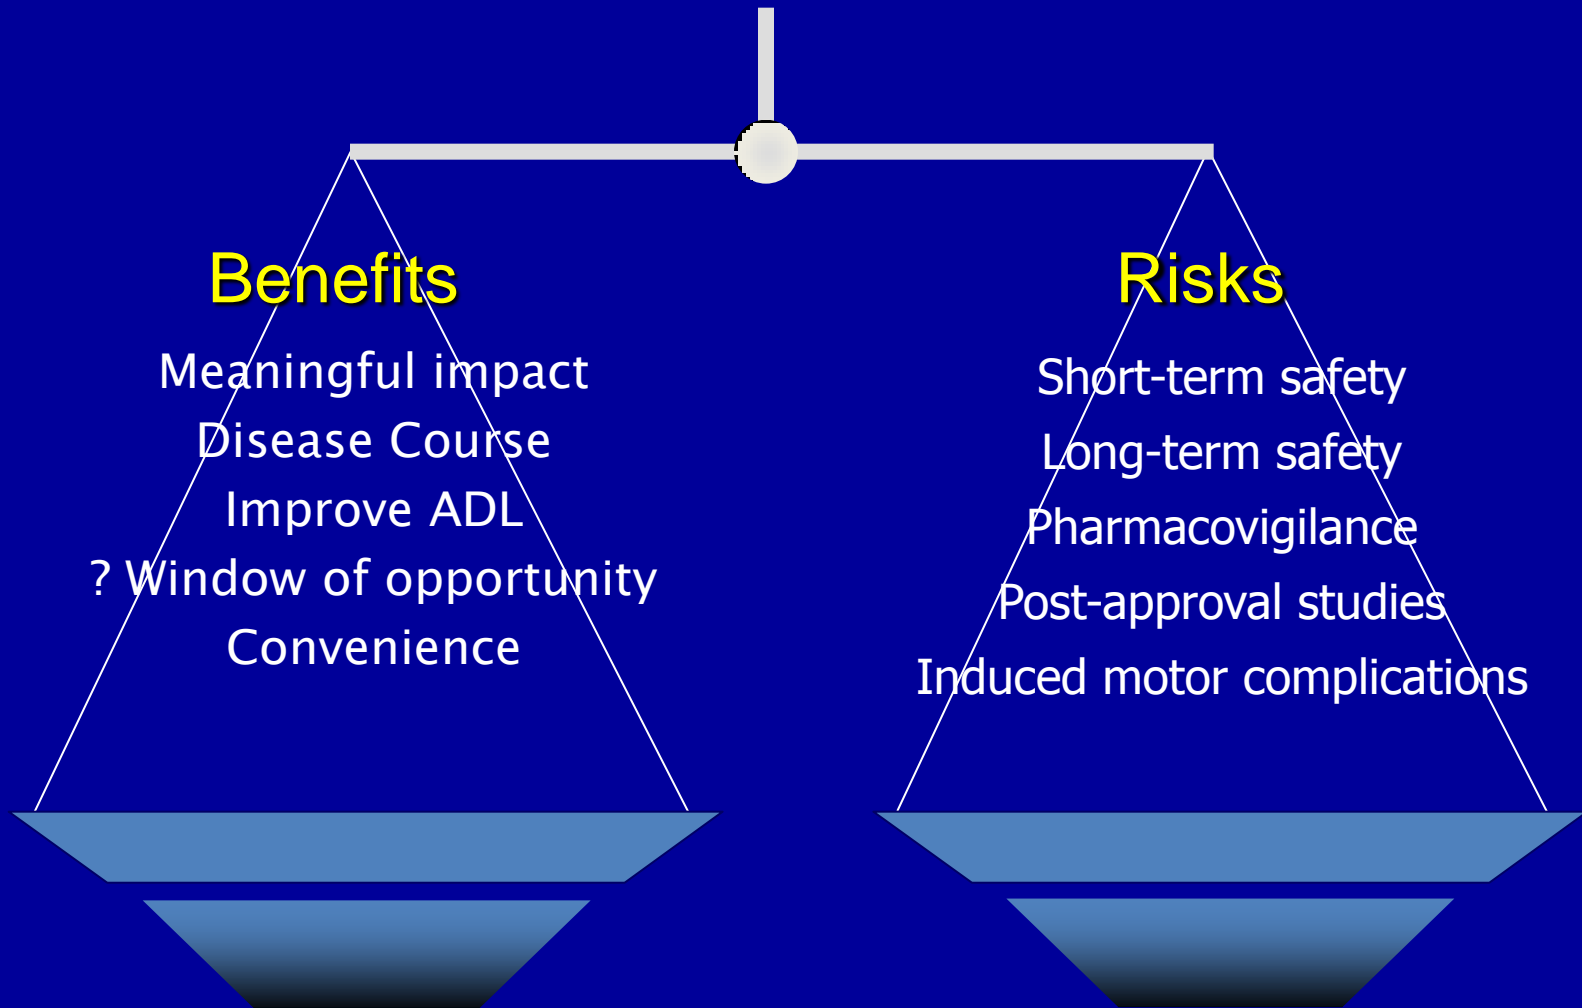 Benefits
Meaningful impact
Disease Course
Improve ADL
? Window of opportunity
Convenience
Risks
Short-term safety
Long-term safety
Pharmacovigilance
Post-approval studies
Induced motor complications